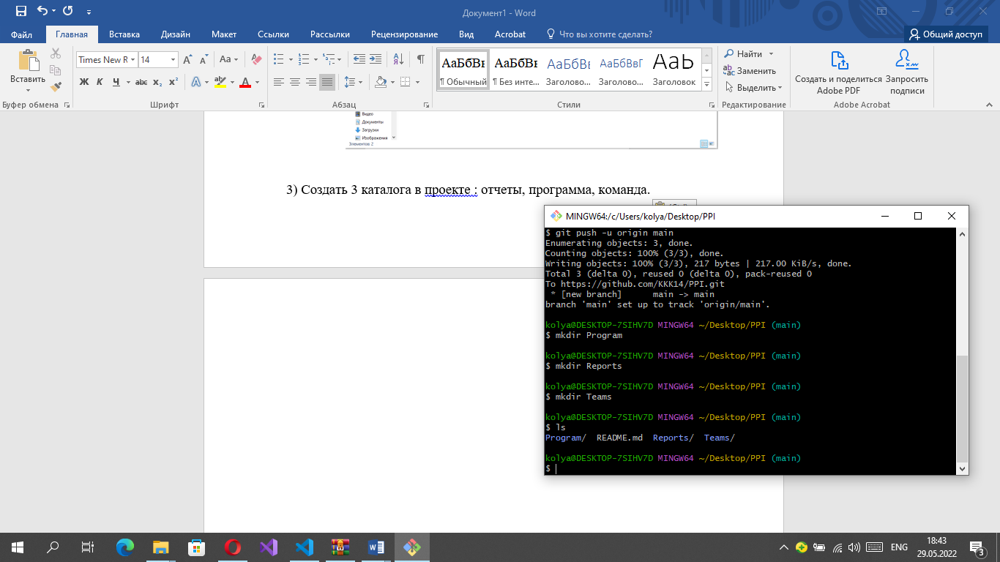 Документ1 - Word
Файл Главная Вставка Дизайн Макет Ссылки Рассылки Рецензирование Вид Acrobat Что вы хотите сделать? Общий доступ
Вставить
Times New R 14
Aa
Ж К Ч abc x₂ x²
АаБбВı АаБбВı АаБбВı АаБбВвГ АаЬ
¶ Обычный ¶ Без инте... Заголово... Заголово... Заголовок
Найти
Заменить
Выделить
Создать и поделиться Adobe PDF
Запросить подписи
Буфер обмена Шрифт Абзац Стили Редактирование Adobe Acrobat
Видео
Документы
Загрузки
Изображения
Элементов: 2
3) Создать 3 каталога в проекте : отчеты, программа, команда.
MINGW64:/c/Users/kolya/Desktop/PPI
$ git push -u origin main
Enumerating objects: 3, done.
Counting objects: 100% (3/3), done.
Writing objects: 100% (3/3), 217 bytes | 217.00 KiB/s, done.
Total 3 (delta 0), reused 0 (delta 0), pack-reused 0
To https://github.com/KKK14/PPI.git
* [new branch] main -> main
branch 'main' set up to track 'origin/main'.
kolya@DESKTOP-7SIHV7D MINGW64 ~/Desktop/PPI (main)
$ mkdir Program
kolya@DESKTOP-7SIHV7D MINGW64 ~/Desktop/PPI (main)
$ mkdir Reports
kolya@DESKTOP-7SIHV7D MINGW64 ~/Desktop/PPI (main)
$ mkdir Teams
kolya@DESKTOP-7SIHV7D MINGW64 ~/Desktop/PPI (main)
$ ls
Program/ README.md Reports/ Teams/
kolya@DESKTOP-7SIHV7D MINGW64 ~/Desktop/PPI (main)
$
ENG
18:43
29.05.2022
3